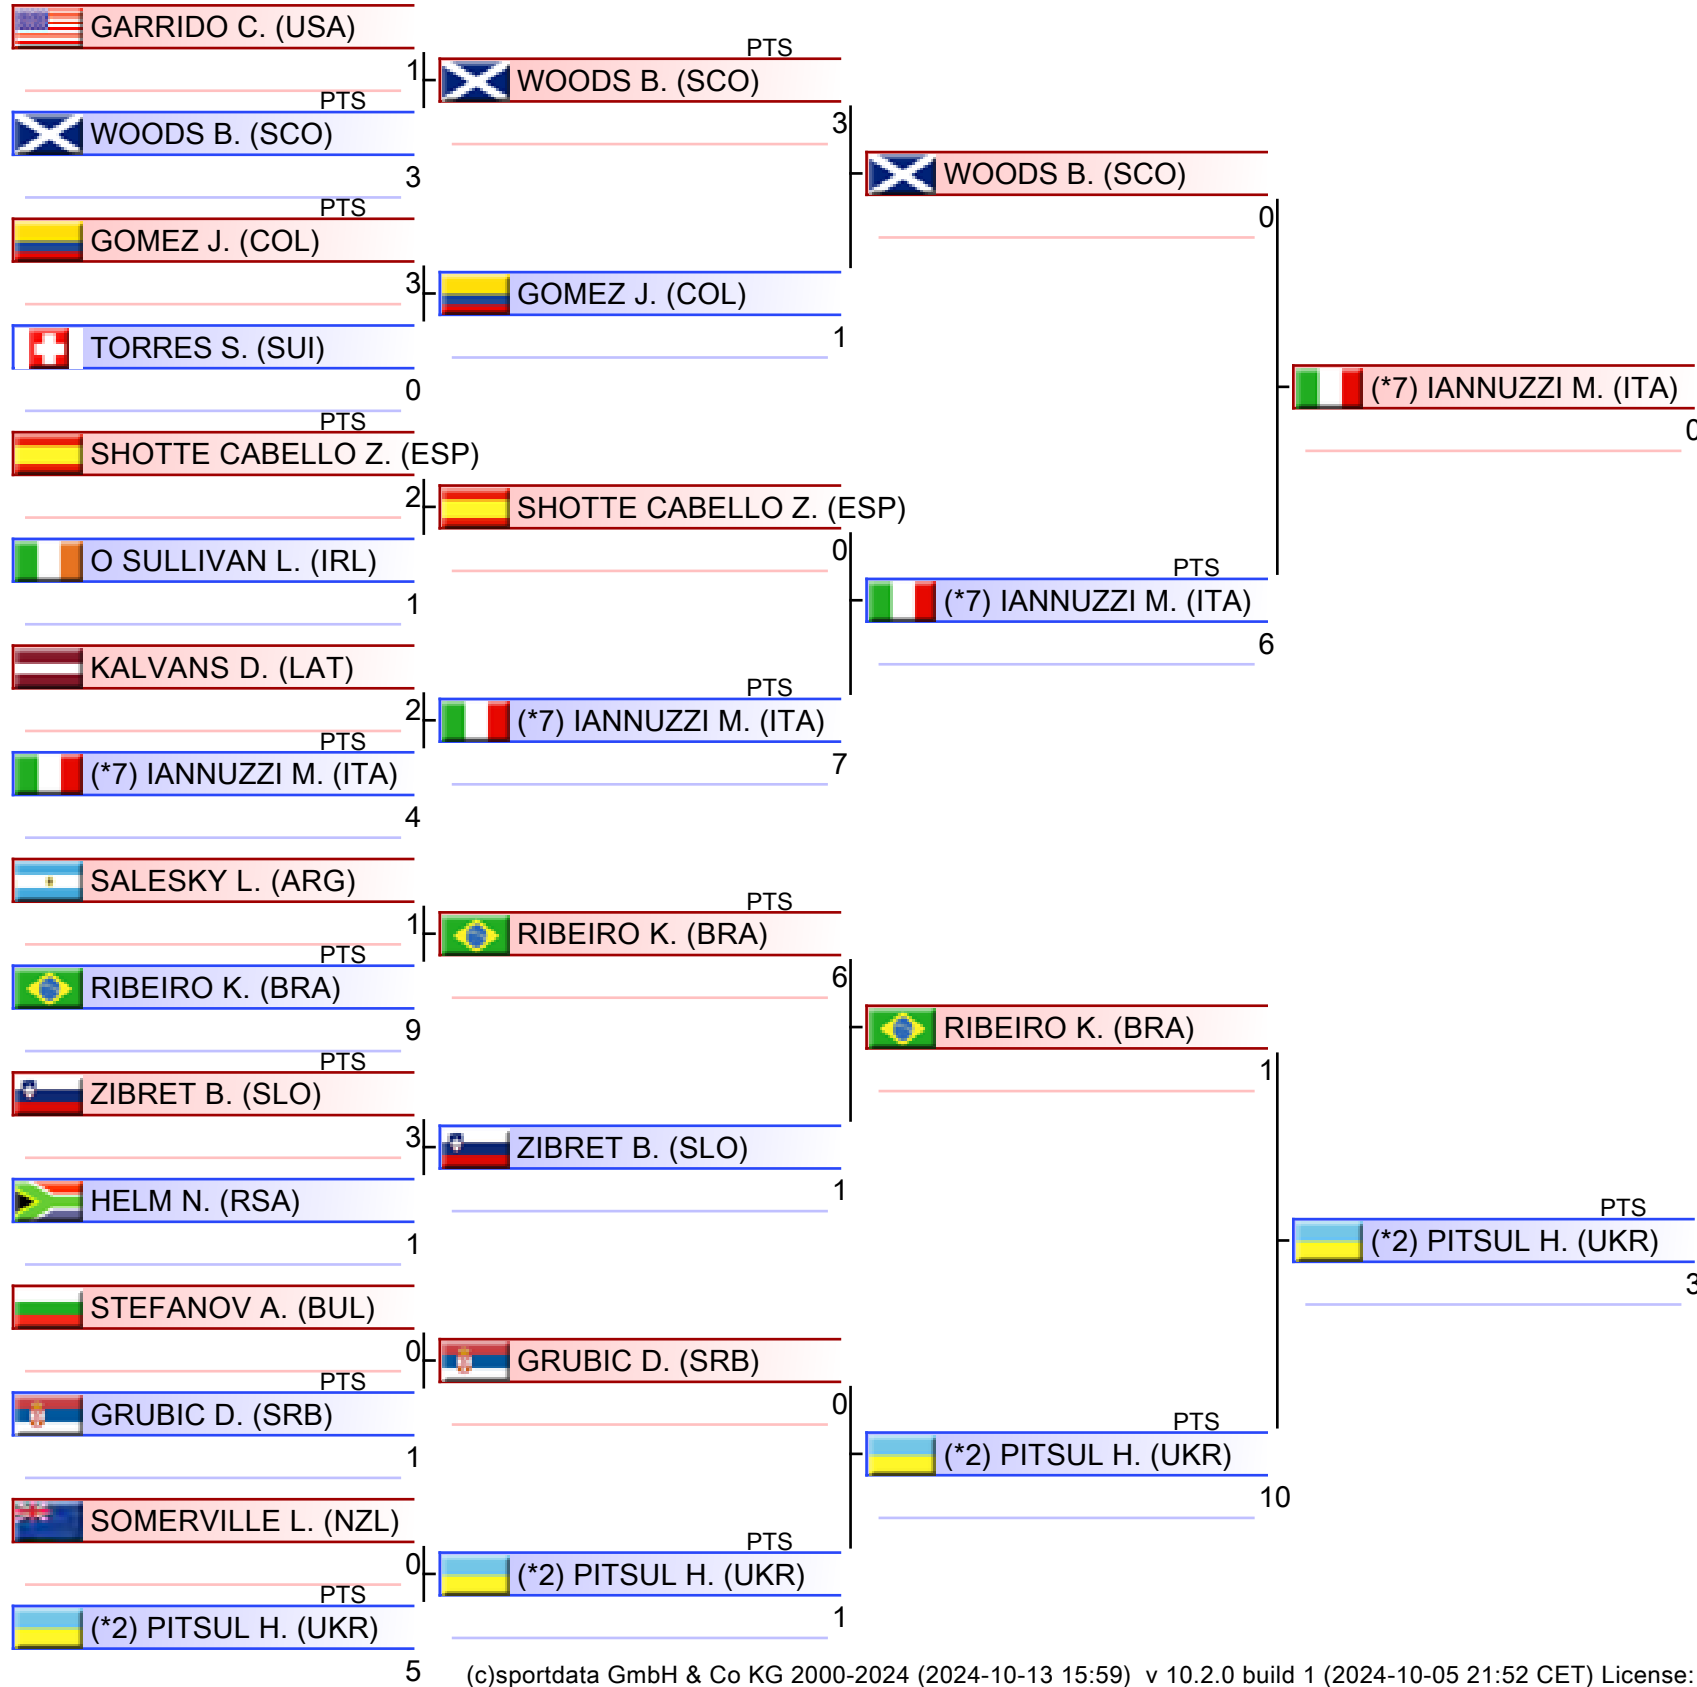 GARRIDO C. (USA)
1
PTS
WOODS B. (SCO)
3
PTS
GOMEZ J. (COL)
3
TORRES S. (SUI)
0
PTS
SHOTTE CABELLO Z. (ESP)
2
O SULLIVAN L. (IRL)
1
KALVANS D. (LAT)
2
PTS
(*7) IANNUZZI M. (ITA)
4
SALESKY L. (ARG)
1
PTS
RIBEIRO K. (BRA)
9
PTS
ZIBRET B. (SLO)
3
HELM N. (RSA)
1
STEFANOV A. (BUL)
0
PTS
GRUBIC D. (SRB)
1
SOMERVILLE L. (NZL)
0
PTS
(*2) PITSUL H. (UKR)
5
PTS
WOODS B. (SCO)
3
GOMEZ J. (COL)
1
SHOTTE CABELLO Z. (ESP)
0
PTS
(*7) IANNUZZI M. (ITA)
7
PTS
RIBEIRO K. (BRA)
6
ZIBRET B. (SLO)
1
GRUBIC D. (SRB)
0
PTS
(*2) PITSUL H. (UKR)
1
WOODS B. (SCO)
0
PTS
(*7) IANNUZZI M. (ITA)
6
RIBEIRO K. (BRA)
1
PTS
(*2) PITSUL H. (UKR)
10
(*7) IANNUZZI M. (ITA)
0
PTS
(*2) PITSUL H. (UKR)
3
(c)sportdata GmbH & Co KG 2000-2024 (2024-10-13 15:59) v 10.2.0 build 1 (2024-10-05 21:52 CET) License: